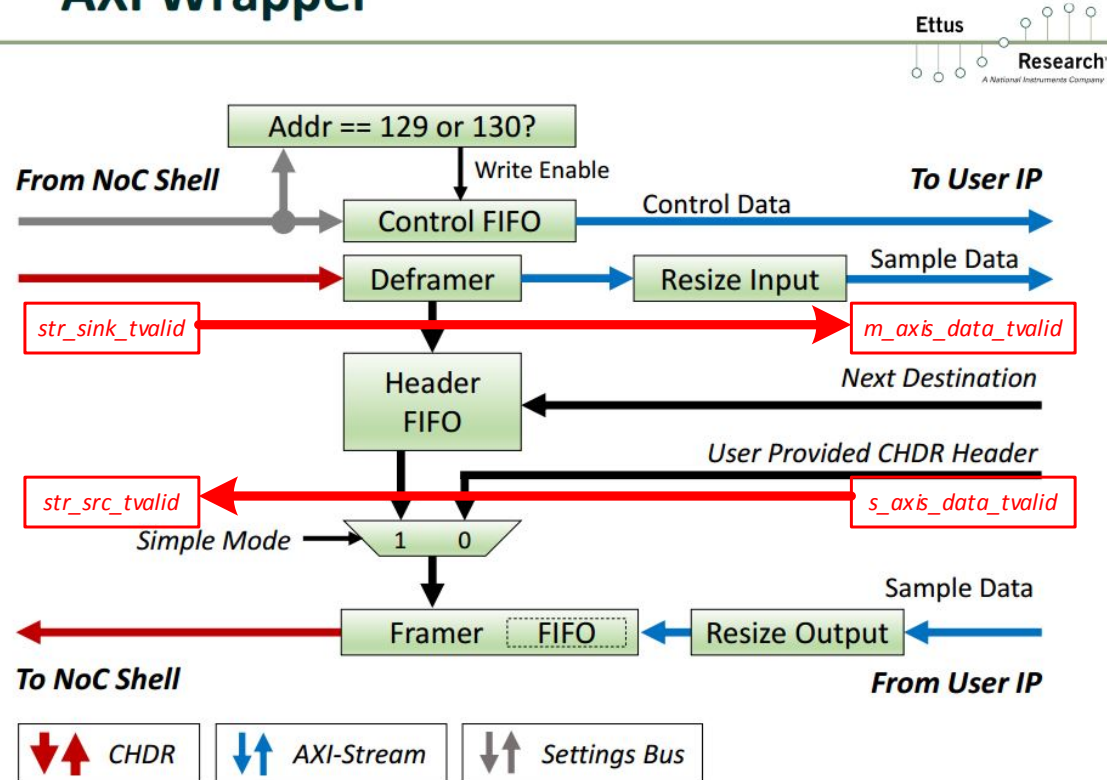 AXI Wrapper
Ettus
Research
A National Instruments Company
Addr == 129 or 130?
From NoC Shell
Write Enable
To User IP
Control FIFO
Control Data
Deframer
Resize Input
Sample Data
str_sink_tvalid
m_axis_data_tvalid
Header
FIFO
Next Destination
User Provided CHDR Header
str_src_tvalid
s_axis_data_tvalid
Simple Mode
1 0
Sample Data
Framer FIFO
Resize Output
To NoC Shell
From User IP
CHDR
AXI-Stream
Settings Bus